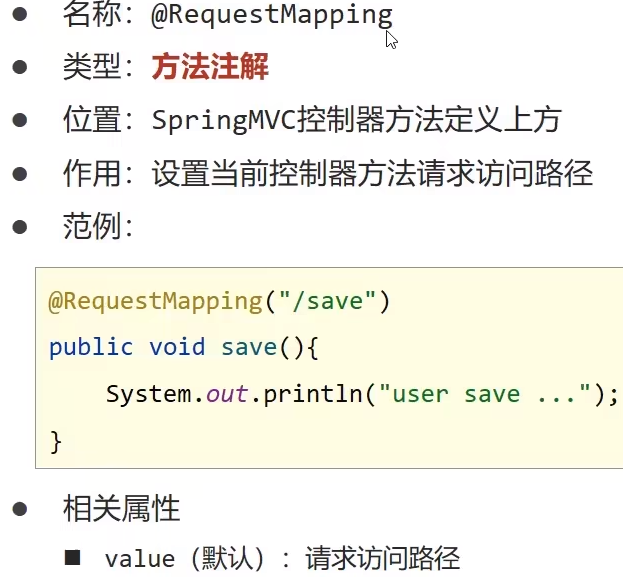 ● 名称：@RequestMapping
● 类型：方法注解
● 位置：SpringMVC控制器方法定义上方
● 作用：设置当前控制器方法请求访问路径
● 范例：
@RequestMapping("/save")
public void save(){
    System.out.println("user save ...");
}
● 相关属性
■ value（默认）：请求访问路径